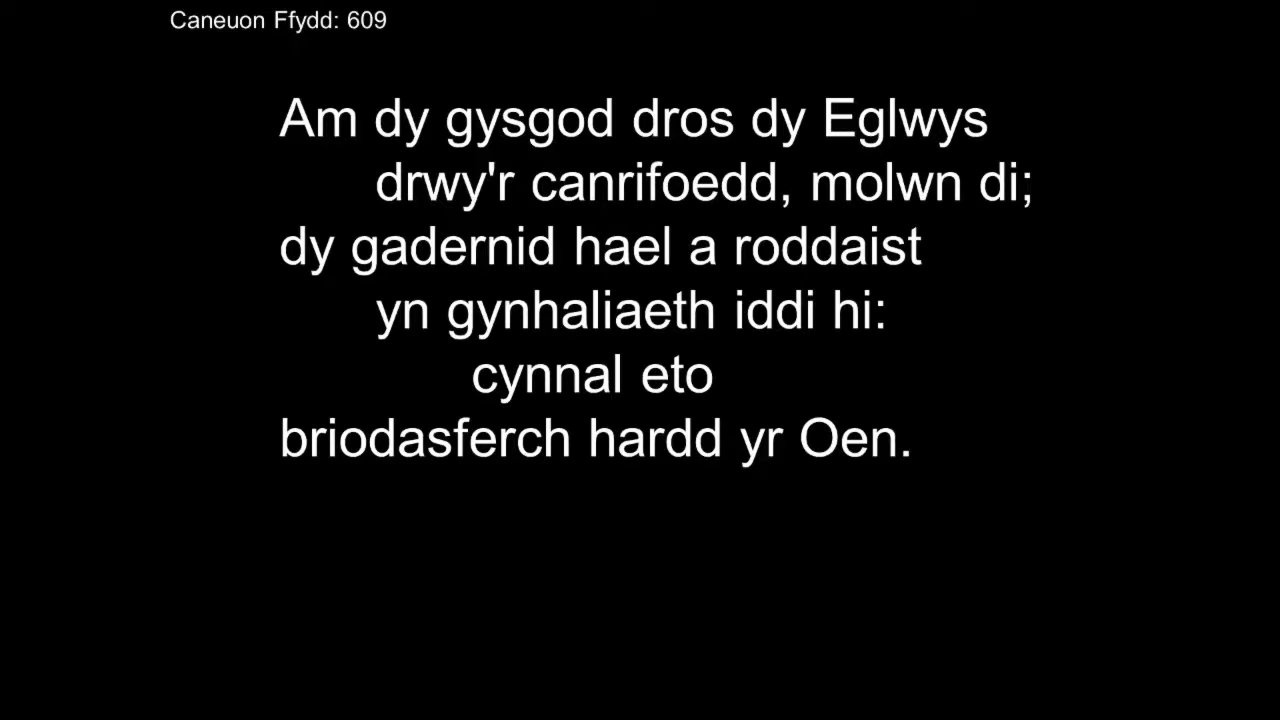 Caneuon Ffydd: 609
Am dy gysgod dros dy Eglwys
drwy'r canrifoedd, molwn di;
dy gadernid hael a roddaist
yn gynhaliaeth iddi hi:
cynnal eto
briodasferch hardd yr Oen.